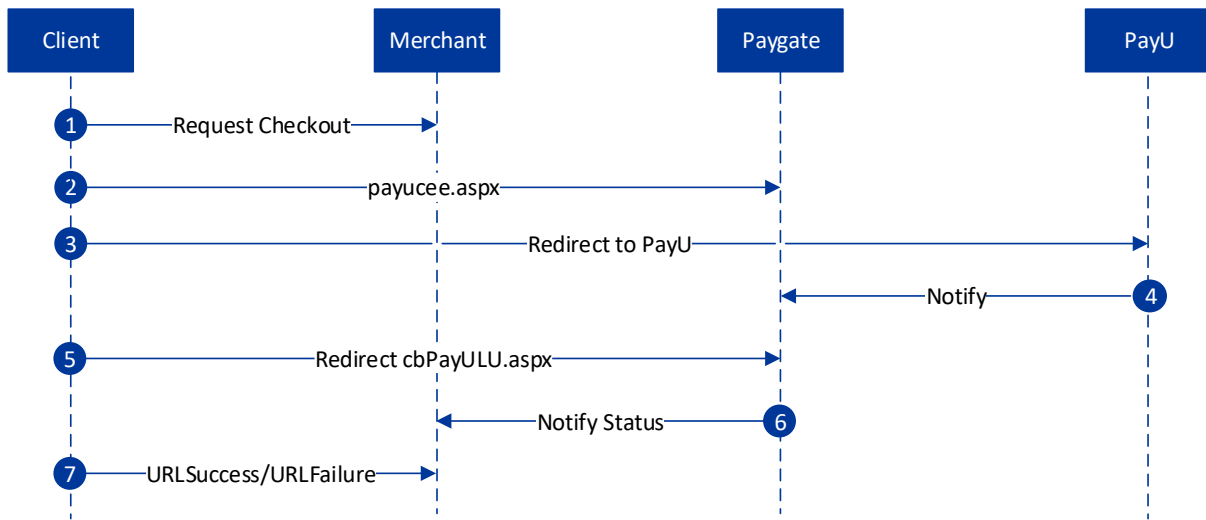 Client
Merchant
Paygate
PayU
1
Request Checkout
2
payucee.aspx
3
Redirect to PayU
Notify
4
5
Redirect cbPayULU.aspx
Notify Status
6
7
URLSuccess/URLFailure